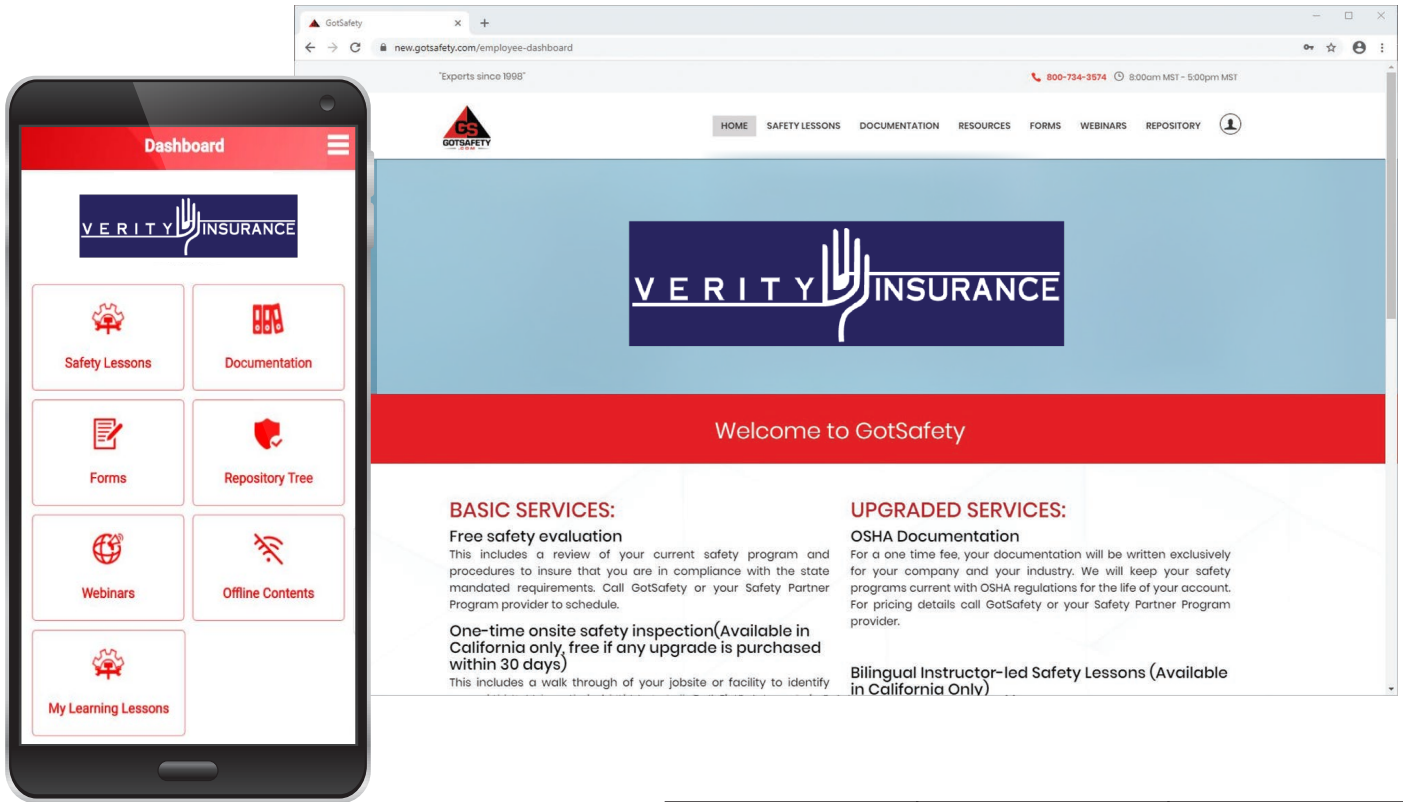 GotSafety
new.gotsafety.com/employee-dashboard
"Experts since 1998"
800-734-3574 8:00am MST - 5:00pm MST
GS
GOTSAFETY
.COM
HOME SAFETY LESSONS DOCUMENTATION RESOURCES FORMS WEBINARS REPOSITORY
VERITY INSURANCE
Welcome to GotSafety
BASIC SERVICES:
Free safety evaluation
This includes a review of your current safety program and
procedures to insure that you are in compliance with the state
mandated requirements. Call GotSafety or your Safety Partner
Program provider to schedule.
One-time onsite safety inspection(Available in
California only, free if any upgrade is purchased
within 30 days)
This includes a walk through of your jobsite or facility to identify
UPGRADED SERVICES:
OSHA Documentation
For a one time fee, your documentation will be written exclusively
for your company and your industry. We will keep your safety
programs current with OSHA regulations for the life of your account.
For pricing details call GotSafety or your Safety Partner Program
provider.
Bilingual Instructor-led Safety Lessons (Available
in California Only)
Dashboard
VERITY INSURANCE
Safety Lessons
Documentation
Forms
Repository Tree
Webinars
Offline Contents
My Learning Lessons